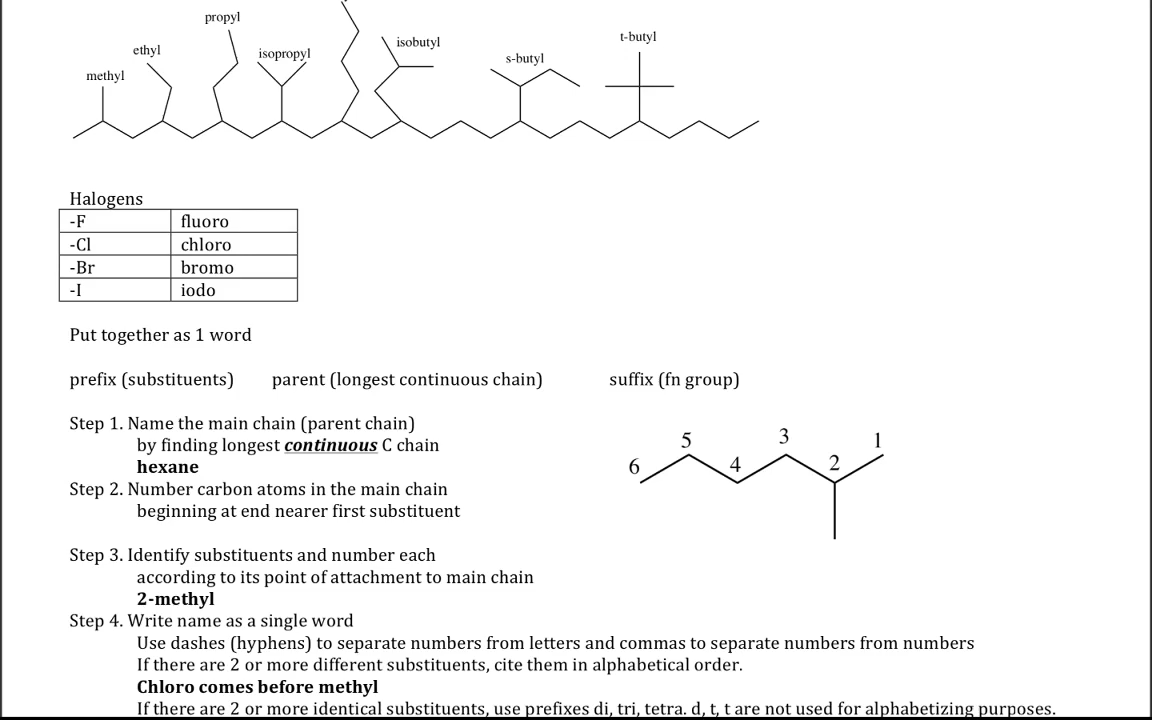 propyl
t-butyl
isobutyl
ethyl
isopropyl
s-butyl
methyl
Halogens
-F fluoro
-Cl chloro
-Br bromo
-I iodo
Put together as 1 word
prefix (substituents) parent (longest continuous chain) suffix (fn group)
Step 1. Name the main chain (parent chain)
by finding longest continuous C chain
hexane
Step 2. Number carbon atoms in the main chain
beginning at end nearer first substituent
6 5 4 3 2 1
Step 3. Identify substituents and number each
according to its point of attachment to main chain
2-methyl
Step 4. Write name as a single word
Use dashes (hyphens) to separate numbers from letters and commas to separate numbers from numbers
If there are 2 or more different substituents, cite them in alphabetical order.
Chloro comes before methyl
If there are 2 or more identical substituents, use prefixes di, tri, tetra. d, t, t are not used for alphabetizing purposes.